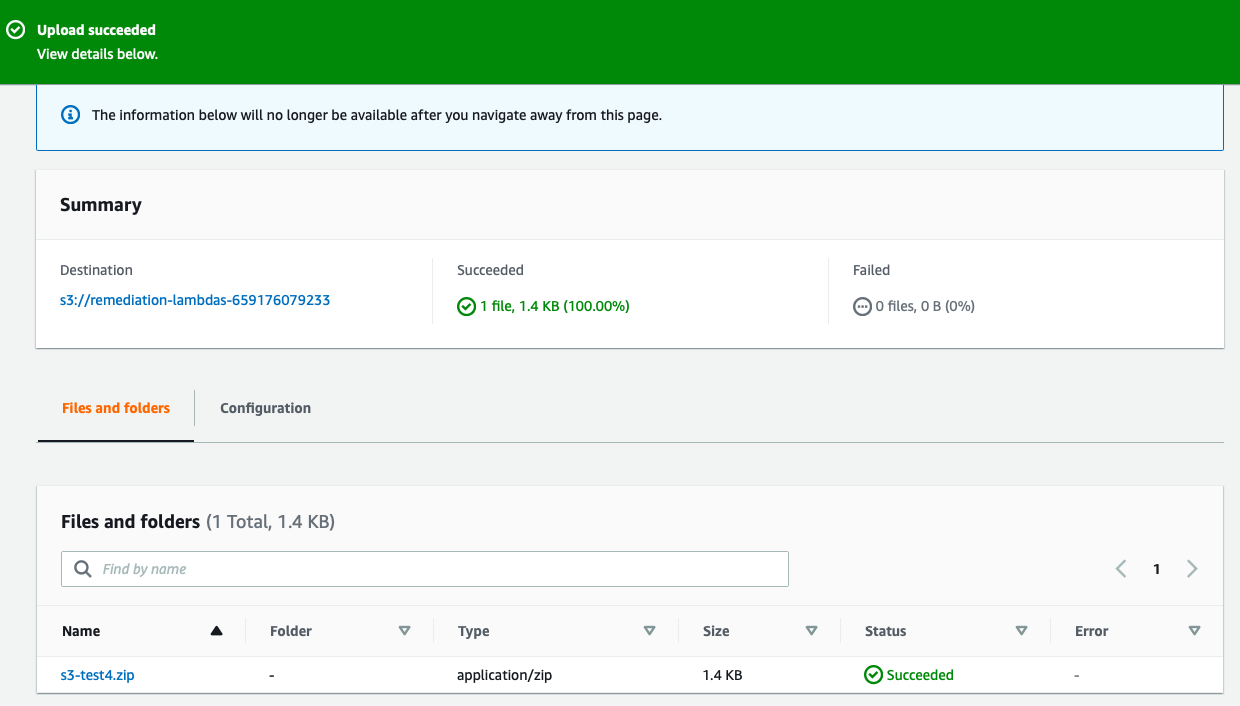 Upload succeeded
View details below.
The information below will no longer be available after you navigate away from this page.
Summary
Destination
s3://remediation-lambdas-659176079233
Succeeded
1 file, 1.4 KB (100.00%)
Failed
0 files, 0 B (0%)
Files and folders
Configuration
Files and folders (1 Total, 1.4 KB)
Find by name
1
Name Folder Type Size Status Error
s3-test4.zip - application/zip 1.4 KB Succeeded -